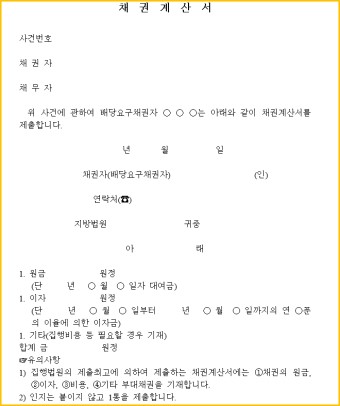 채 권 계 산 서
사건번호
채 권 자
채 무 자
위 사건에 관하여 배당요구채권자 ○ ○ ○는 아래와 같이 채권계산서를
제출합니다.
년 월 일
채권자(배당요구채권자) (인)
연락처(☎)
지방법원 귀중
아 래
1. 원금 원정
(단 년 ○ 월 ○ 일자 대여금)
1. 이자 원정
(단 년 ○ 월 ○ 일부터 년 ○ 월 ○ 일까지의 연 ○푼
의 이율에 의한 이자금)
1. 기타(집행비용 등 필요할 경우 기재)
합계 금 원정
☞유의사항
1) 집행법원의 제출최고에 의하여 제출하는 채권계산서에는 ①채권의 원금,
②이자, ③비용, ④기타 부대채권을 기재합니다.
2) 인지는 붙이지 않고 1통을 제출합니다.